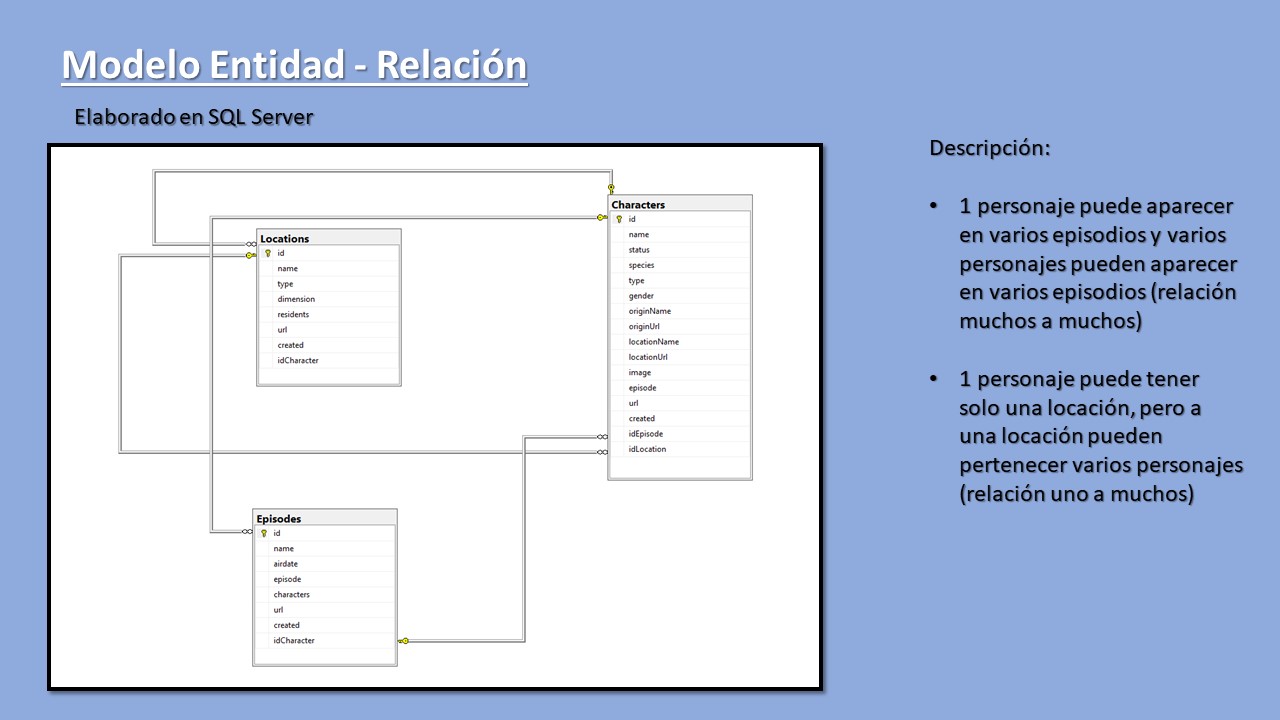 Modelo Entidad - Relación
Elaborado en SQL Server
Locations
id
name
type
dimension
residents
url
created
idCharacter
Episodes
id
name
airdate
episode
characters
url
created
idCharacter
Characters
id
name
status
species
type
gender
originName
originUrl
locationName
locationUrl
image
episode
url
created
idEpisode
idLocation
Descripción:
• 1 personaje puede aparecer
en varios episodios y varios
personajes pueden aparecer
en varios episodios (relación
muchos a muchos)
• 1 personaje puede tener
solo una locación, pero a
una locación pueden
pertenecer varios personajes
(relación uno a muchos)